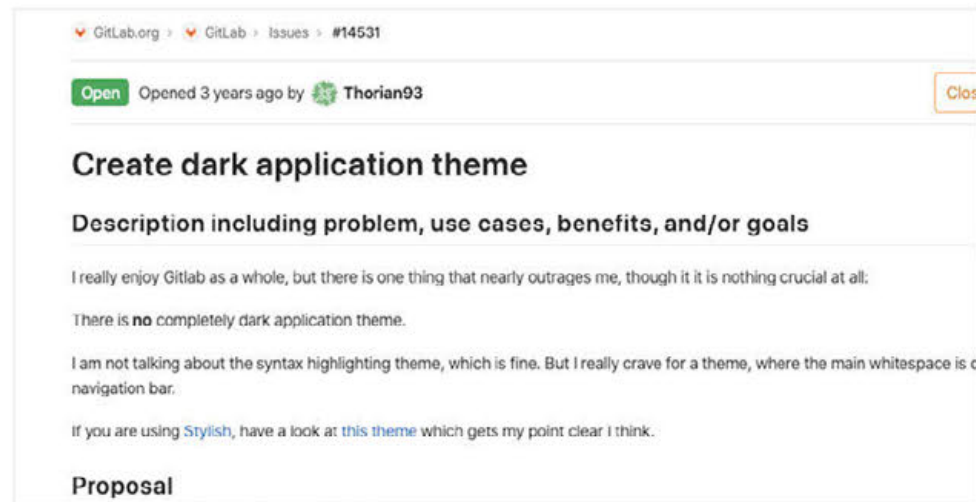 GitLab.org > GitLab > Issues > #14531
Open Opened 3 years ago by Thorian93
Create dark application theme
Description including problem, use cases, benefits, and/or goals
I really enjoy Gitlab as a whole, but there is one thing that nearly outrages me, though it it is nothing crucial at all:
There is no completely dark application theme.
I am not talking about the syntax highlighting theme, which is fine. But I really crave for a theme, where the main whitespace is
navigation bar.
If you are using Stylish, have a look at this theme which gets my point clear I think.
Proposal